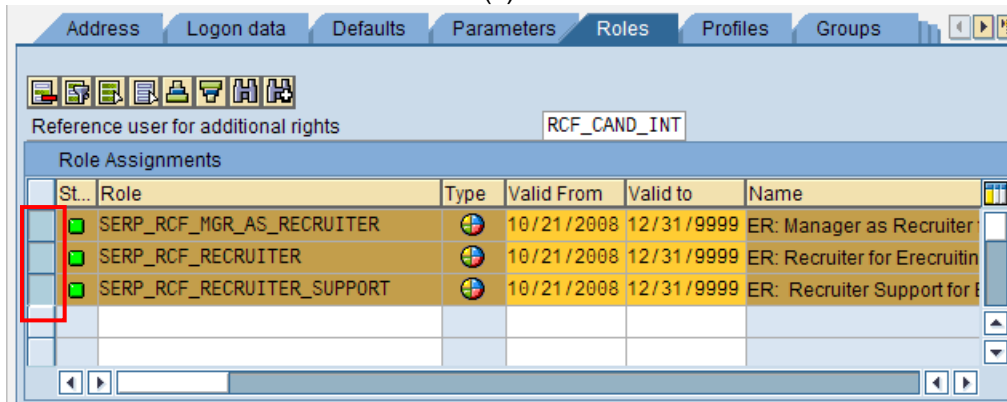 Address Logon data Defaults Parameters Roles Profiles Groups
Reference user for additional rights RCF_CAND_INT
Role Assignments
St... Role Type Valid From Valid to Name
SERP_RCF_MGR_AS_RECRUITER 10/21/2008 12/31/9999 ER: Manager as Recruiter
SERP_RCF_RECRUITER 10/21/2008 12/31/9999 ER: Recruiter for Erecruitin
SERP_RCF_RECRUITER_SUPPORT 10/21/2008 12/31/9999 ER: Recruiter Support for